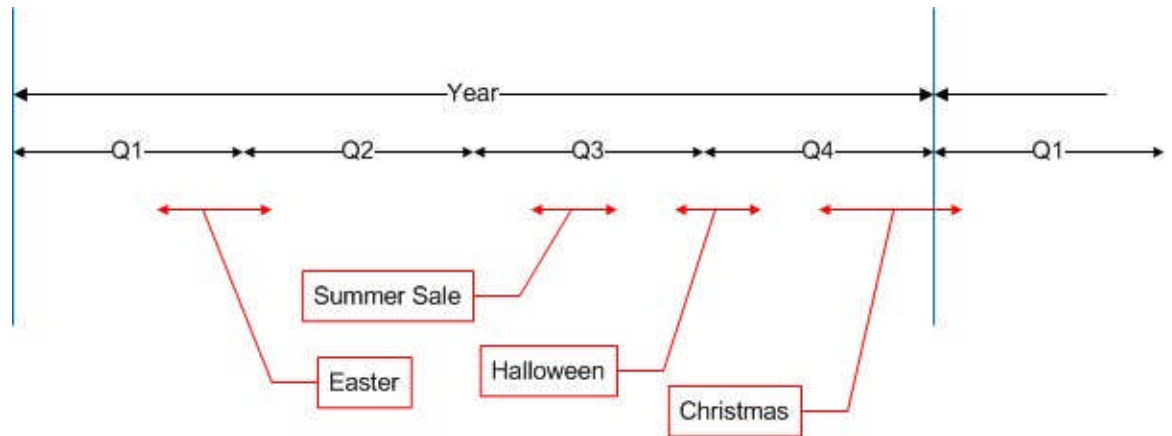 Year
Q1 Q2 Q3 Q4 Q1
Summer Sale
Halloween
Easter
Christmas